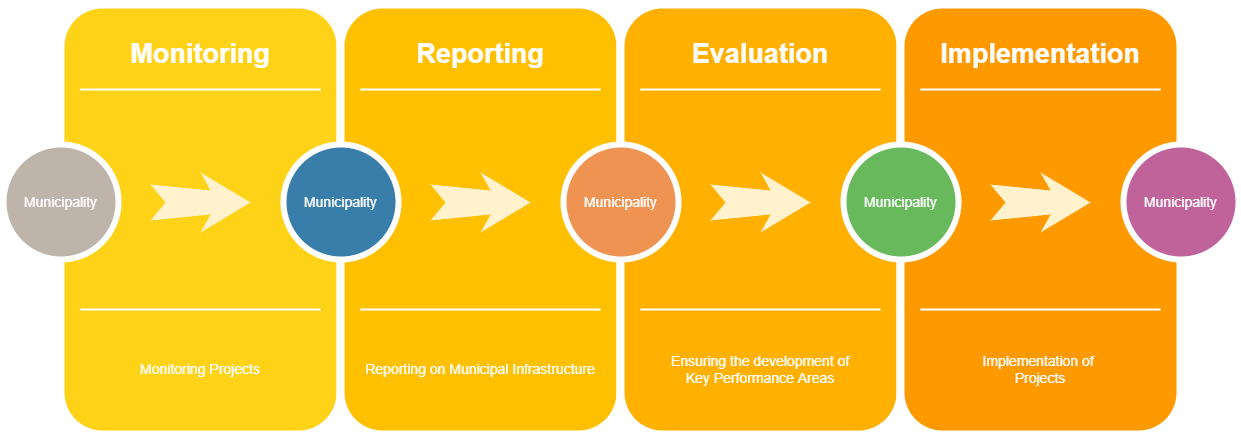 Monitoring
Reporting
Evaluation
Implementation
Municipality
Municipality
Municipality
Municipality
Municipality
Monitoring Projects
Reporting on Municipal Infrastructure
Ensuring the development of
Key Performance Areas
Implementation of
Projects